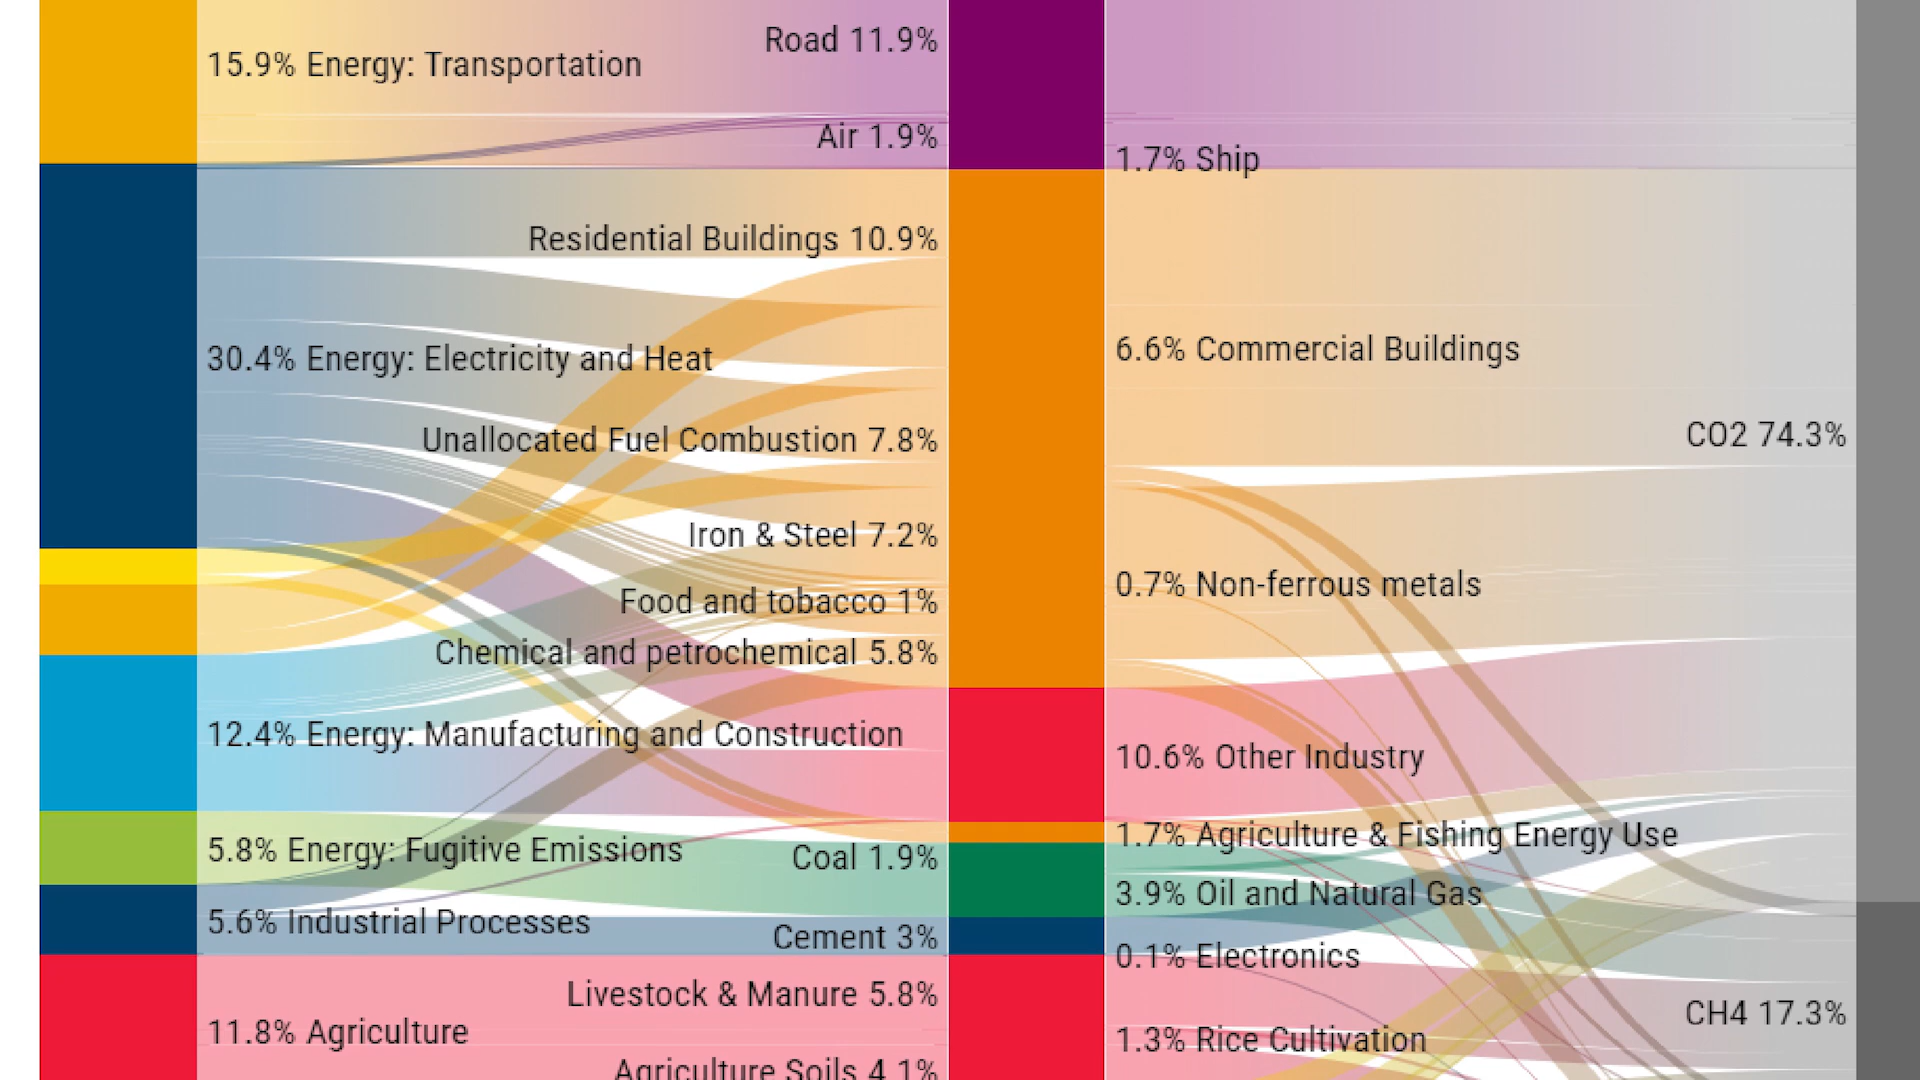 Road 11.9%
15.9% Energy: Transportation
Air 1.9%
1.7% Ship
Residential Buildings 10.9%
6.6% Commercial Buildings
30.4% Energy: Electricity and Heat
CO2 74.3%
Unallocated Fuel Combustion 7.8%
Iron & Steel 7.2%
0.7% Non-ferrous metals
Food and tobacco 1%
Chemical and petrochemical 5.8%
12.4% Energy: Manufacturing and Construction
10.6% Other Industry
1.7% Agriculture & Fishing Energy Use
5.8% Energy: Fugitive Emissions
Coal 1.9%
3.9% Oil and Natural Gas
5.6% Industrial Processes
Cement 3%
0.1% Electronics
Livestock & Manure 5.8%
CH4 17.3%
11.8% Agriculture
1.3% Rice Cultivation
Agriculture Soils 4.1%